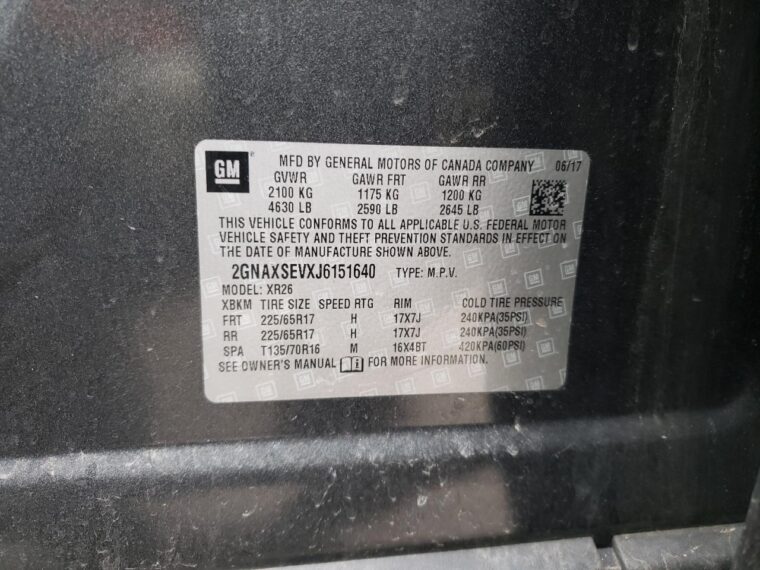 GM
MFD BY GENERAL MOTORS OF CANADA COMPANY 06/17
GVWR GAWR FRT GAWR RR
2100 KG 1175 KG 1200 KG
4630 LB 2590 LB 2645 LB
THIS VEHICLE CONFORMS TO ALL APPLICABLE U.S. FEDERAL MOTOR
VEHICLE SAFETY AND THEFT PREVENTION STANDARDS IN EFFECT ON
THE DATE OF MANUFACTURE SHOWN ABOVE.
2GNAXSEVXJ6151640 TYPE: M.P.V.
MODEL: XR26
XBKM TIRE SIZE SPEED RTG RIM COLD TIRE PRESSURE
FRT 225/65R17 H 17X7J 240KPA(35PSI)
RR 225/65R17 H 17X7J 240KPA(35PSI)
SPA T135/70R16 M 16X4BT 420KPA(60PSI)
SEE OWNER'S MANUAL FOR MORE INFORMATION.